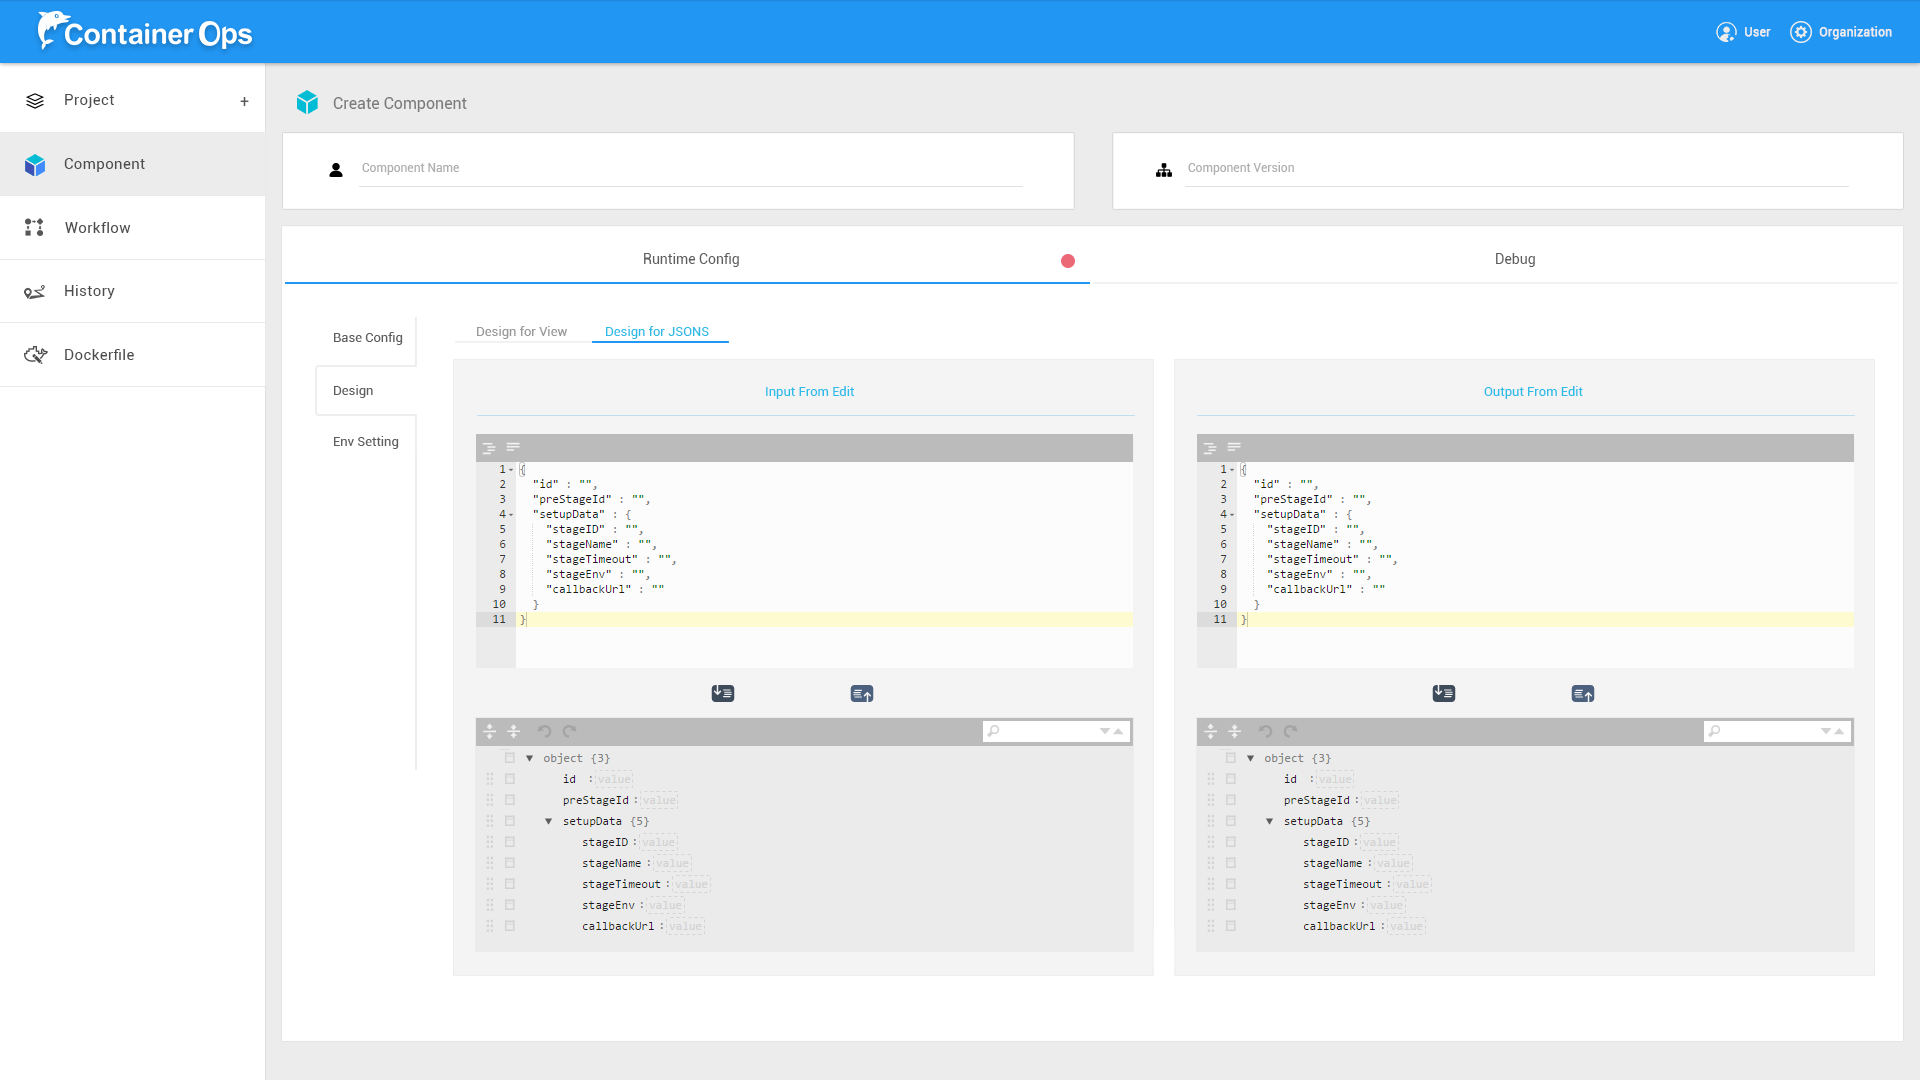 Container Ops
User
Organization
Project +
Component
Workflow
History
Dockerfile
Create Component
Component Name
Component Version
Runtime Config
Debug
Base Config
Design
Env Setting
Design for View
Design for JSONS
Input From Edit
1 {
2 "id" : "",
3 "preStageId" : "",
4 "setupData" : {
5 "stageID" : "",
6 "stageName" : "",
7 "stageTimeout" : "",
8 "stageEnv" : "",
9 "callbackUrl" : ""
10 }
11 }
object {3}
id : value
preStageId : value
setupData {5}
stageID : value
stageName : value
stageTimeout : value
stageEnv : value
callbackUrl : value
Output From Edit
1 {
2 "id" : "",
3 "preStageId" : "",
4 "setupData" : {
5 "stageID" : "",
6 "stageName" : "",
7 "stageTimeout" : "",
8 "stageEnv" : "",
9 "callbackUrl" : ""
10 }
11 }
object {3}
id : value
preStageId : value
setupData {5}
stageID : value
stageName : value
stageTimeout : value
stageEnv : value
callbackUrl : value